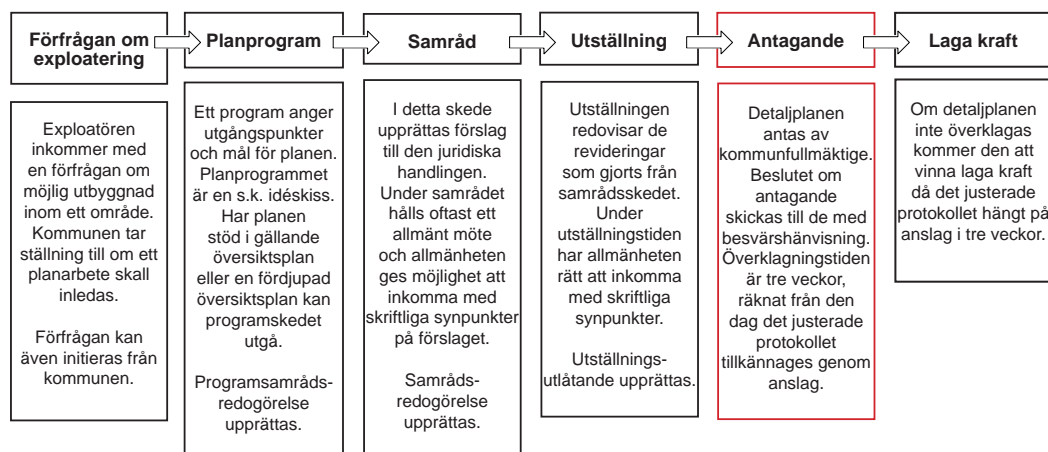 Förfrågan om
exploatering
Planprogram
Samråd
Utställning
Antagande
Laga kraft
Exploatören
inkommer med
en förfrågan om
möjlig utbyggnad
inom ett område.
Kommunen tar
ställning till om ett
planarbete skall
inledas.
Förfrågan kan
även initieras från
kommunen.
Ett program anger
utgångspunkter
och mål för planen.
Planprogrammet
är en s.k. idéskiss.
Har planen
stöd i gällande
översiktsplan
eller en fördjupad
översiktsplan kan
programskedet
utgå.
Programsamråds-
redogörelse
upprättas.
I detta skede
upprättas förslag
till den juridiska
handlingen.
Under samrådet
hålls oftast ett
allmänt möte
och allmänheten
ges möjlighet att
inkomma med
skriftliga synpunkter
på förslaget.
Samråds-
redogörelse
upprättas.
Utställningen
redovisar de
revideringar
som gjorts från
samrådsskedet.
Under
utställningstiden
har allmänheten
rätt att inkomma
med skriftliga
synpunkter.
Utställnings-
utlåtande upprättas.
Detaljplanen
antas av
kommunfullmäktige.
Beslutet om
antagande
skickas till de med
besvärshänvisning.
Överklagningstiden
är tre veckor,
räknat från den
dag det justerade
protokollet
tillkännages genom
anslag.
Om detaljplanen
inte överklagas
kommer den att
vinna laga kraft
då det justerade
protokollet hängt på
anslag i tre veckor.